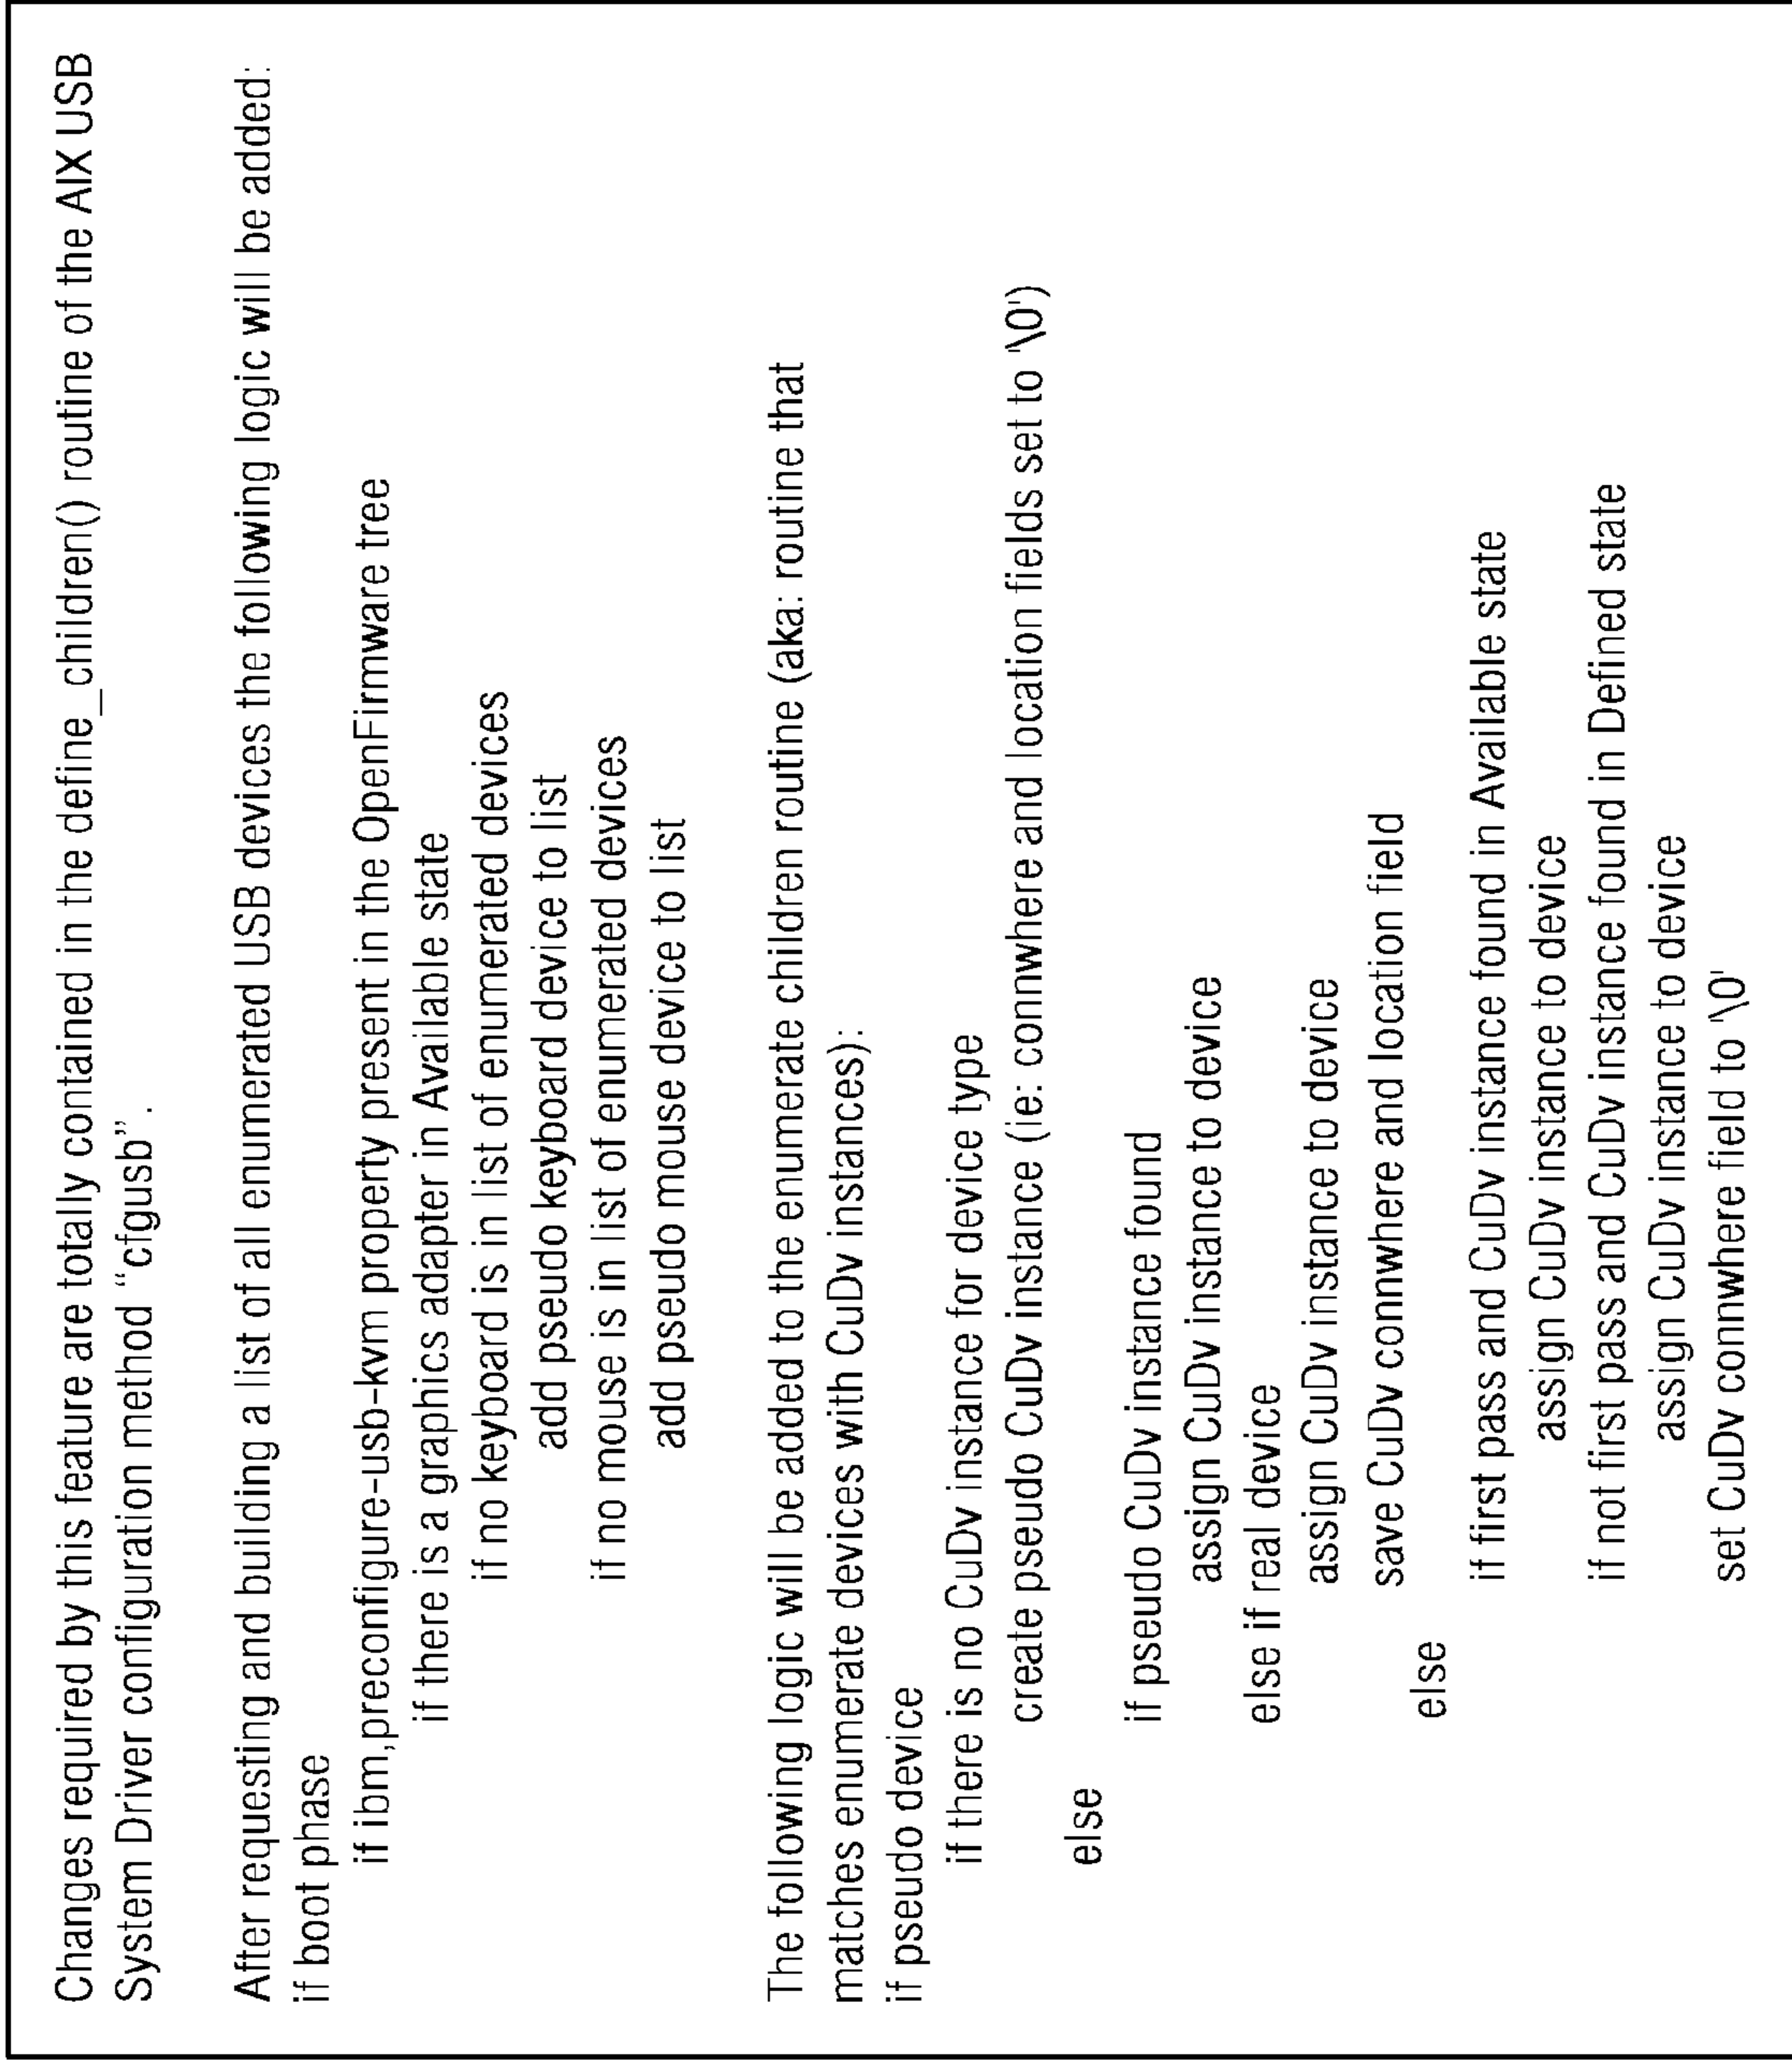 Changes required by this feature are totally contained in the define_children() routine of the AIX USB
System Driver configuration method “cfgusb”.
After requesting and building a list of all enumerated USB devices the following logic will be added:
if boot phase
if ibm,preconfigure-usb-kvm property present in the OpenFirmware tree
if there is a graphics adapter in Available state
if no keyboard is in list of enumerated devices
add pseudo keyboard device to list
if no mouse is in list of enumerated devices
add pseudo mouse device to list
The following logic will be added to the enumerate children routine (aka: routine that
matches enumerate devices with CuDv instances):
if pseudo device
if there is no CuDv instance for device type
create pseudo CuDv instance (ie: connwhere and location fields set to '\0')
else
if pseudo CuDv instance found
assign CuDv instance to device
else if real device
assign CuDv instance to device
save CuDv connwhere and location field
else
if first pass and CuDv instance found in Available state
assign CuDv instance to device
if not first pass and CuDv instance found in Defined state
assign CuDv instance to device
set CuDv connwhere field to '\0'